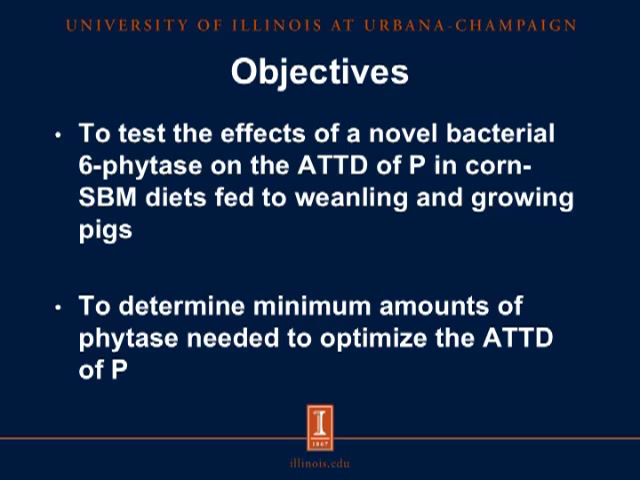 UNIVERSITY OF ILLINOIS AT URBANA-CHAMPAIGN
Objectives
• To test the effects of a novel bacterial
6-phytase on the ATTD of P in corn-
SBM diets fed to weanling and growing
pigs
• To determine minimum amounts of
phytase needed to optimize the ATTD
of P
I
1867
illinois.edu